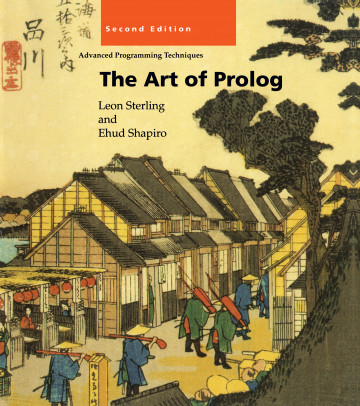 Second Edition
Advanced Programming Techniques
The Art of Prolog
Leon Sterling
and
Ehud Shapiro
品川